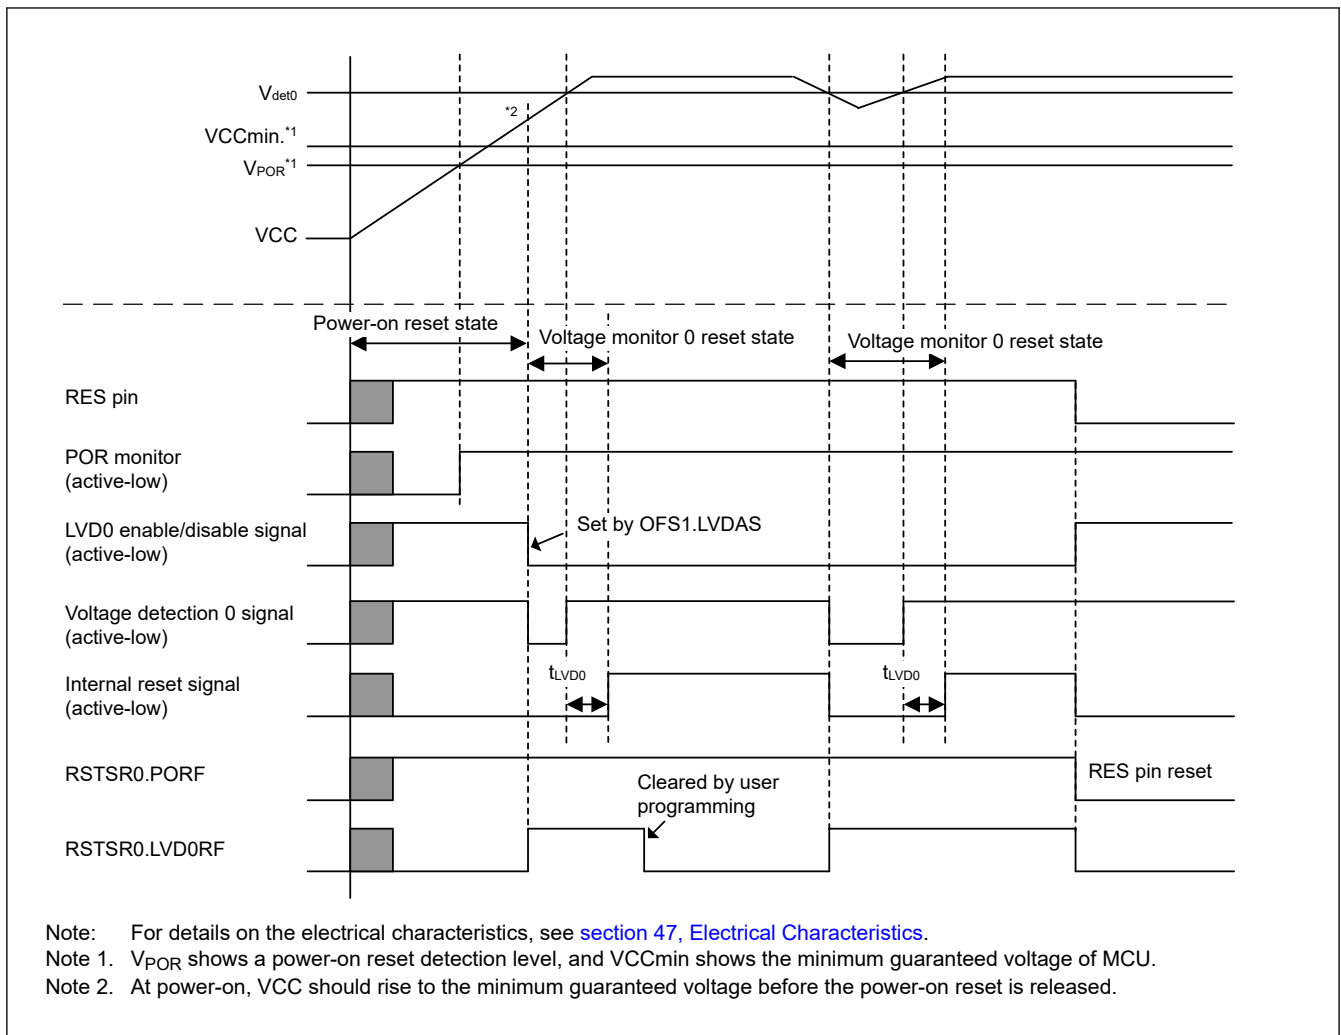 Vdet0
*2
VCCmin.*1
VPOR*1
VCC
Power-on reset state
Voltage monitor 0 reset state
Voltage monitor 0 reset state
RES pin
POR monitor
(active-low)
LVD0 enable/disable signal
(active-low)
Set by OFS1.LVDAS
Voltage detection 0 signal
(active-low)
Internal reset signal
(active-low)
tLVD0
tLVD0
RSTSR0.PORF
RES pin reset
Cleared by user
programming
RSTSR0.LVD0RF
Note: For details on the electrical characteristics, see section 47, Electrical Characteristics.
Note 1. VPOR shows a power-on reset detection level, and VCCmin shows the minimum guaranteed voltage of MCU.
Note 2. At power-on, VCC should rise to the minimum guaranteed voltage before the power-on reset is released.